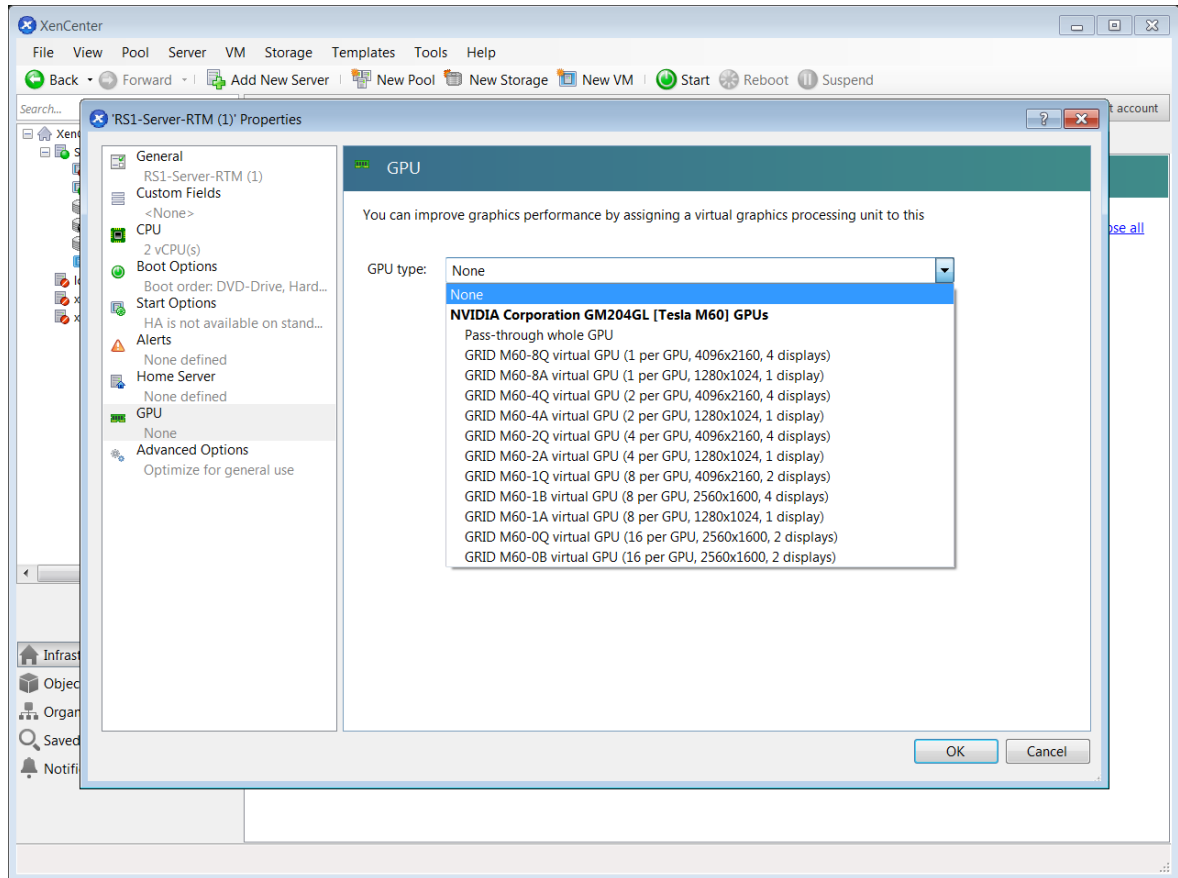 XenCenter
File View Pool Server VM Storage Templates Tools Help
Back Forward Add New Server New Pool New Storage New VM Start Reboot Suspend
Search...
t account
'RS1-Server-RTM (1)' Properties
?
Xen
S
General
RS1-Server-RTM (1)
Custom Fields
<None>
CPU
2 vCPU(s)
Boot Options
Boot order: DVD-Drive, Hard...
Start Options
HA is not available on stand...
Alerts
None defined
Home Server
None defined
GPU
None
Advanced Options
Optimize for general use
GPU
You can improve graphics performance by assigning a virtual graphics processing unit to this
ose all
GPU type: None
None
NVIDIA Corporation GM204GL [Tesla M60] GPUs
Pass-through whole GPU
GRID M60-8Q virtual GPU (1 per GPU, 4096x2160, 4 displays)
GRID M60-8A virtual GPU (1 per GPU, 1280x1024, 1 display)
GRID M60-4Q virtual GPU (2 per GPU, 4096x2160, 4 displays)
GRID M60-4A virtual GPU (2 per GPU, 1280x1024, 1 display)
GRID M60-2Q virtual GPU (4 per GPU, 4096x2160, 4 displays)
GRID M60-2A virtual GPU (4 per GPU, 1280x1024, 1 display)
GRID M60-1Q virtual GPU (8 per GPU, 4096x2160, 2 displays)
GRID M60-1B virtual GPU (8 per GPU, 2560x1600, 4 displays)
GRID M60-1A virtual GPU (8 per GPU, 1280x1024, 1 display)
GRID M60-0Q virtual GPU (16 per GPU, 2560x1600, 2 displays)
GRID M60-0B virtual GPU (16 per GPU, 2560x1600, 2 displays)
Infrast
Objec
Organ
Saved
Notifi
OK Cancel